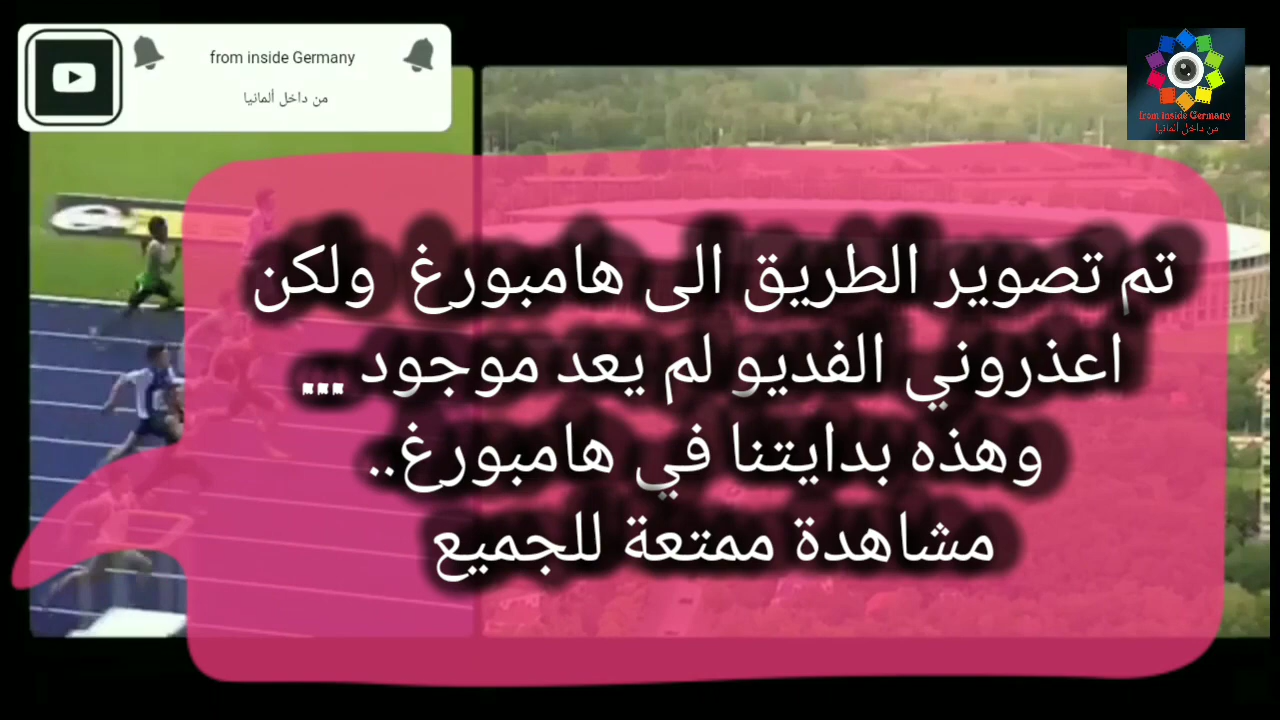 from inside Germany
من داخل ألمانيا
from inside Germany
من داخل ألمانيا
تم تصوير الطريق الى هامبورغ ولكن
اعذروني الفديو لم يعد موجود ,,,
وهذه بدايتنا في هامبورغ..
مشاهدة ممتعة للجميع